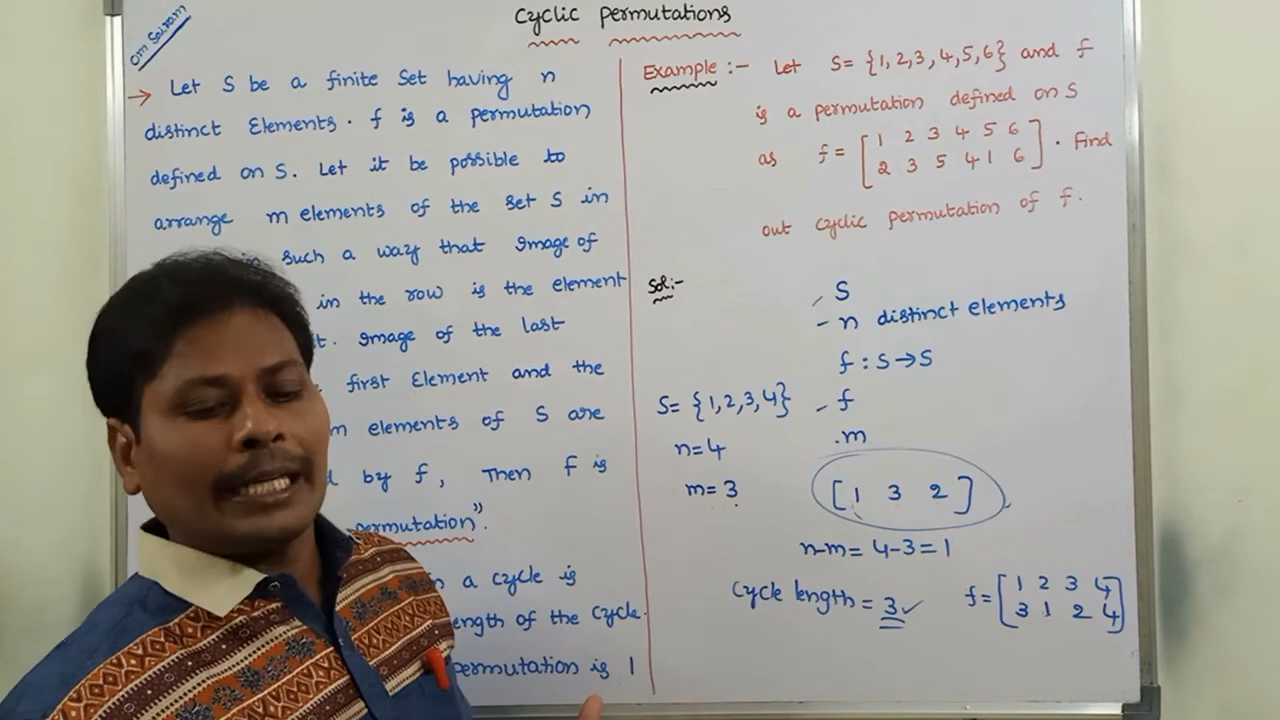 Om Sairam
Cyclic Permutations
→ Let S be a finite Set having n
distinct Elements. f is a permutation
defined on S. Let it be possible to
arrange m elements of the set S in
such a way that Image of
in the row is the element
it. Image of the last
first Element and the
m elements of S are
by f, Then f is
permutation".
a cycle is
length of the cycle.
permutation is 1
Example :- Let S= {1,2,3,4,5,6} and f
is a permutation defined on S
as f= [1 2 3 4 5 6
2 3 5 4 1 6]. Find
out cyclic permutation of f.
Sol:-
S
- n distinct elements
f : S→S
S= {1,2,3,4} - f
n=4 .m
m= 3 [1 3 2]
n-m= 4-3=1
Cycle length = 3 ✓
f= [1 2 3 4
3 1 2 4]